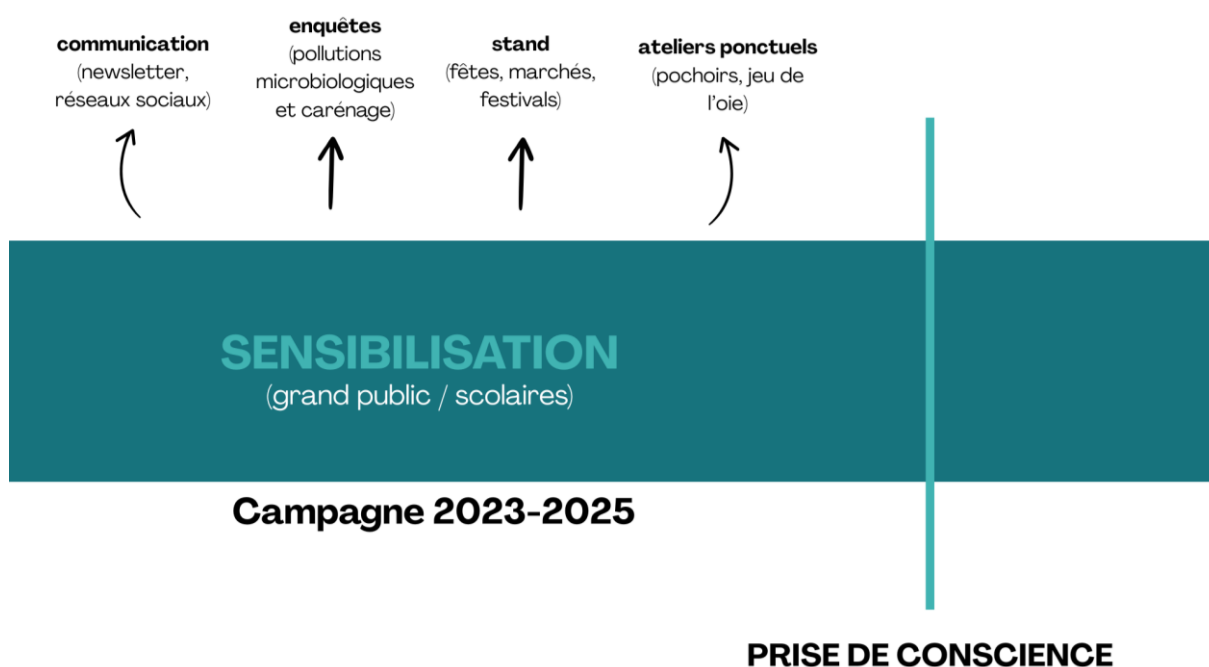 communication
(newsletter,
réseaux sociaux)
enquêtes
(pollutions
microbiologiques
et carénage)
stand
(fêtes, marchés,
festivals)
ateliers ponctuels
(pochoirs, jeu de
l'oie)
SENSIBILISATION
(grand public / scolaires)
Campagne 2023-2025
PRISE DE CONSCIENCE